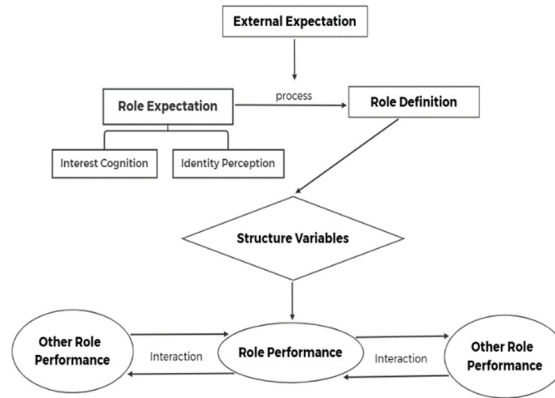 External Expectation
process
Role Expectation
Role Definition
Interest Cognition
Identity Perception
Structure Variables
Other Role
Performance
Interaction
Role Performance
Interaction
Other Role
Performance